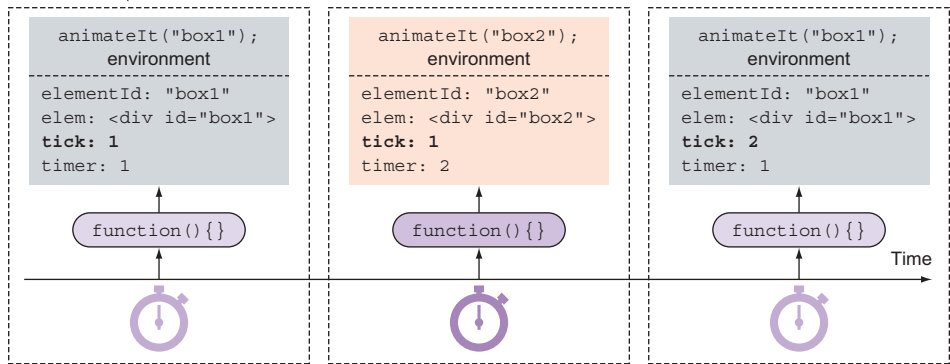 animateIt("box1");
environment
elementId: "box1"
elem: <div id="box1">
tick: 1
timer: 1
function(){}
animateIt("box2");
environment
elementId: "box2"
elem: <div id="box2">
tick: 1
timer: 2
function(){}
animateIt("box1");
environment
elementId: "box1"
elem: <div id="box1">
tick: 2
timer: 1
function(){}
Time